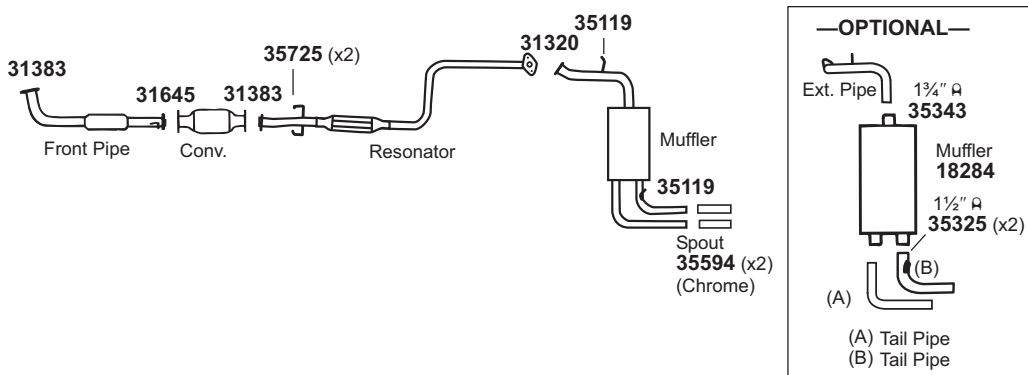 31383
Front Pipe
31645
Conv.
31383
35725 (x2)
Resonator
31320
35119
Muffler
35119
Spout
35594 (x2)
(Chrome)
—OPTIONAL—
Ext. Pipe
1¾"
35343
Muffler
18284
1½"
35325 (x2)
(B)
(A)
(A) Tail Pipe
(B) Tail Pipe